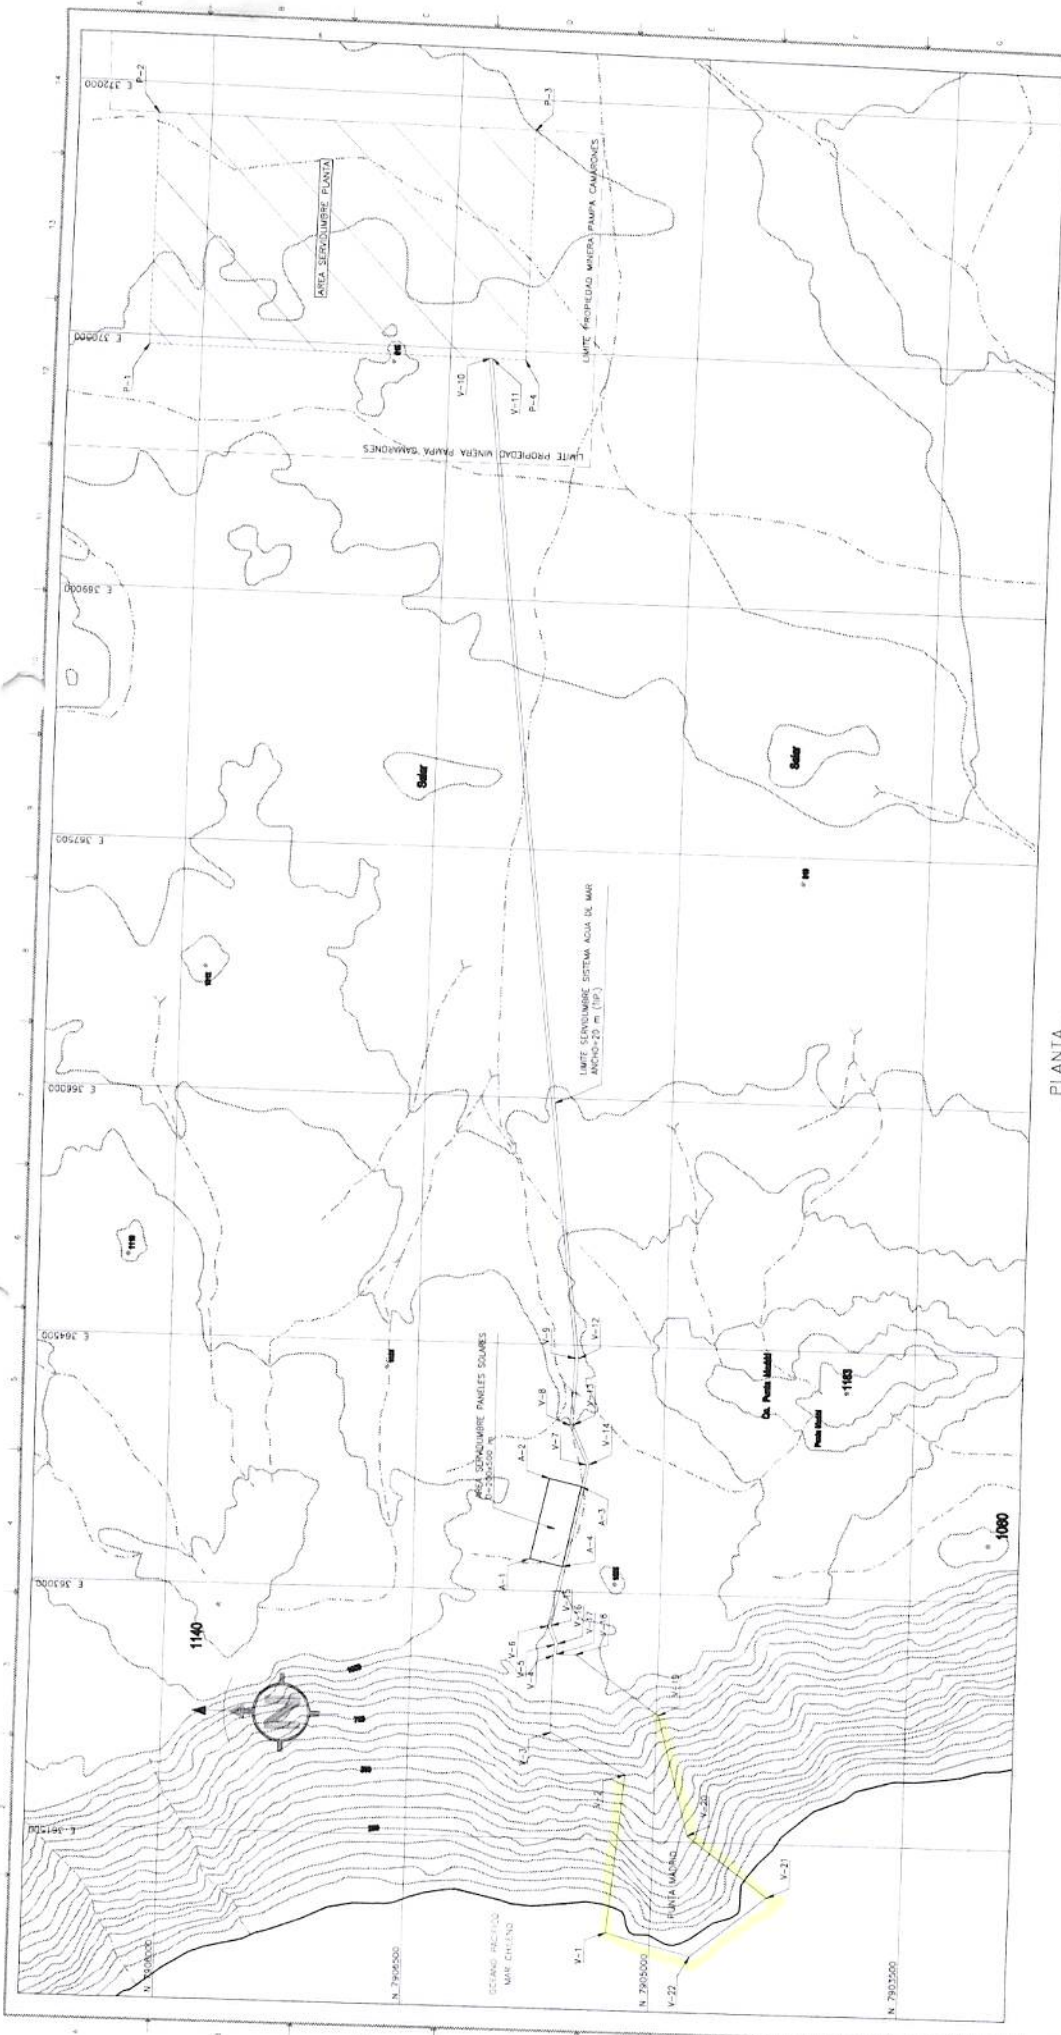 E 372000
P-2
P-3
AREA SERVIDUMBRE PLANTA
LIMITE PROPIEDAD MINERA PAMPA CAMARONES
E 370500
P-1
V-10
V-11
P-4
LIMITE PROPIEDAD MINERA PAMPA CAMARONES
E 369000
Salar
Salar
E 367500
LIMITE SERVIDUMBRE SISTEMA AGUA DE MAR
ANCHO=20 m (TIP.)
PLANTA
E 366000
E 364500
AREA SERVIDUMBRE PANELES SOLARES
V-9
V-12
V-8
V-13
V-7
V-14
A-2
A-3
A-1
A-4
Co. Punta Madrid
Punta Madrid
1183
1080
E 363000
1140
V-15
V-6
V-16
V-5
V-17
V-4
V-18
V-3
V-19
V-2
V-20
E 361500
PUNTA MADRID
V-21
V-1
V-22
OCEANO PACIFICO
MAR CHILENO
N 7908000
N 7906500
N 7905000
N 7903500